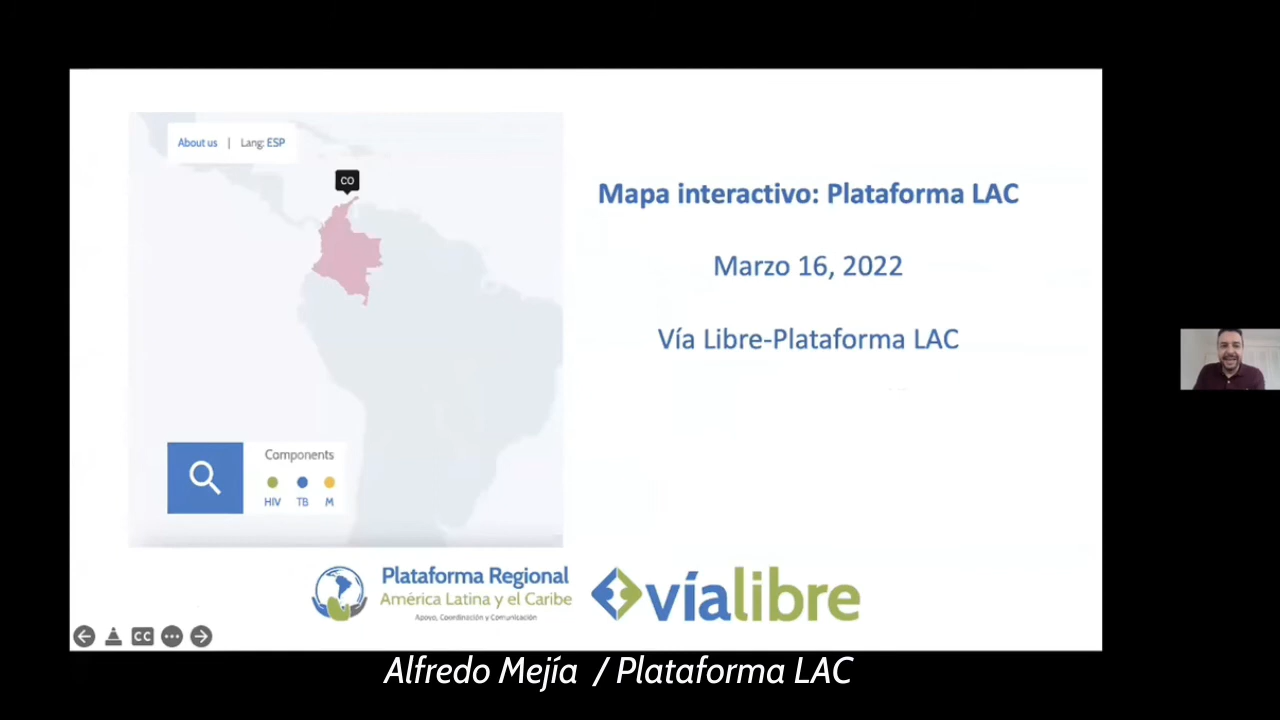 About us | Lang: ESP
CO
Mapa interactivo: Plataforma LAC
Marzo 16, 2022
Vía Libre-Plataforma LAC
Components
HIV TB M
Plataforma Regional
América Latina y el Caribe
Apoyo, Coordinación y Comunicación
víalibre
CC
Alfredo Mejía / Plataforma LAC